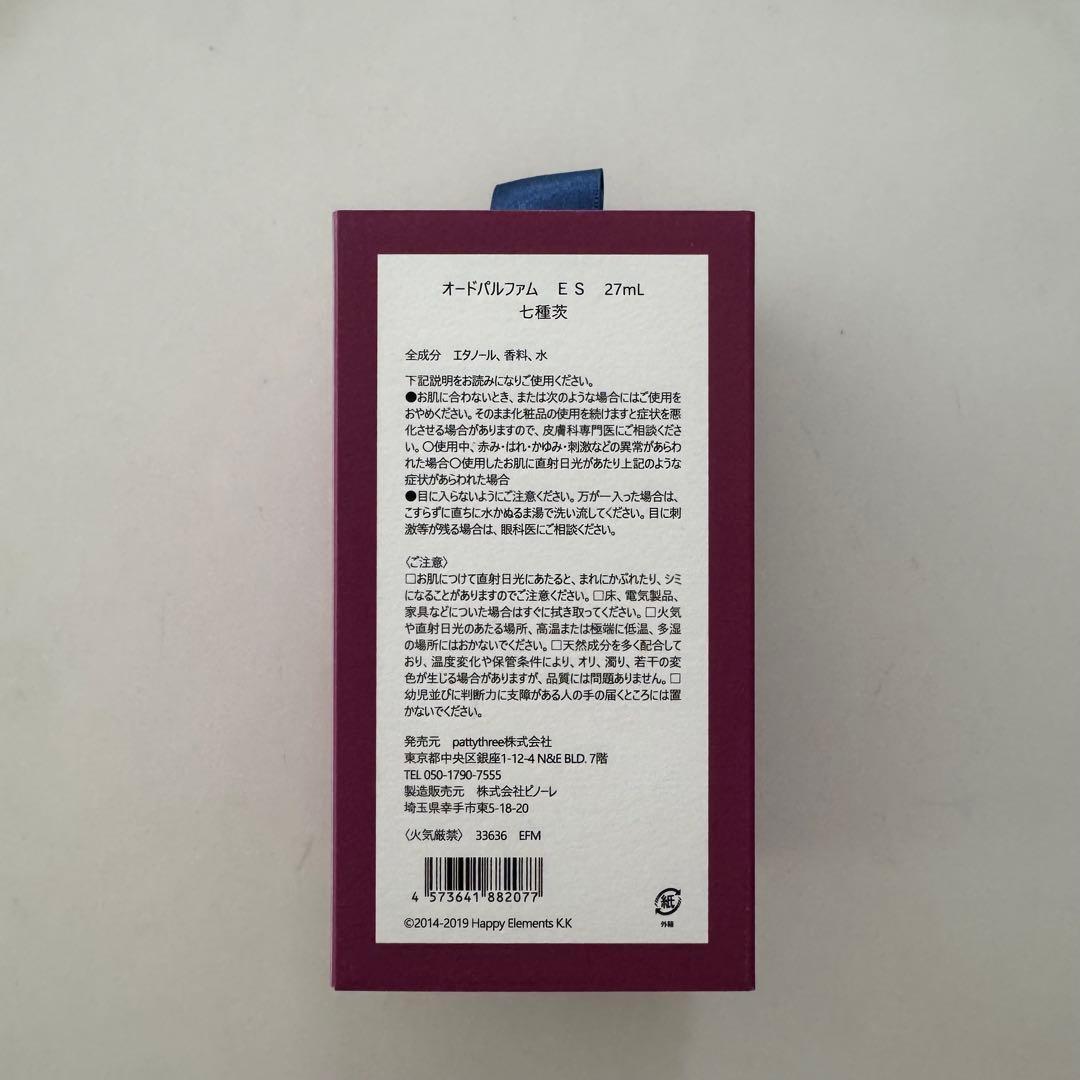 オードパルファム　ＥＳ　27mL
七種茨
全成分　エタノール、香料、水
下記説明をお読みになりご使用ください。
●お肌に合わないとき、または次のような場合にはご使用を
おやめください。そのまま化粧品の使用を続けますと症状を悪
化させる場合がありますので、皮膚科専門医にご相談くださ
い。〇使用中、赤み・はれ・かゆみ・刺激などの異常があらわ
れた場合〇使用したお肌に直射日光があたり上記のような
症状があらわれた場合
●目に入らないようにご注意ください。万が一入った場合は、
こすらずに直ちに水かぬるま湯で洗い流してください。目に刺
激等が残る場合は、眼科医にご相談ください。
〈ご注意〉
□お肌につけて直射日光にあたると、まれにかぶれたり、シミ
になることがありますのでご注意ください。□床、電気製品、
家具などについた場合はすぐに拭き取ってください。□火気
や直射日光のあたる場所、高温または極端に低温、多湿
の場所にはおかないでください。□天然成分を多く配合して
おり、温度変化や保管条件により、オリ、濁り、若干の変
色が生じる場合がありますが、品質には問題ありません。□
幼児並びに判断力に支障がある人の手の届くところには置
かないでください。
発売元　pattythree株式会社
東京都中央区銀座1-12-4 N&E BLD. 7階
TEL 050-1790-7555
製造販売元　株式会社ピノーレ
埼玉県幸手市東5-18-20
〈火気厳禁〉　33636　EFM
4 573641 882077
紙
外箱
©2014-2019 Happy Elements K.K